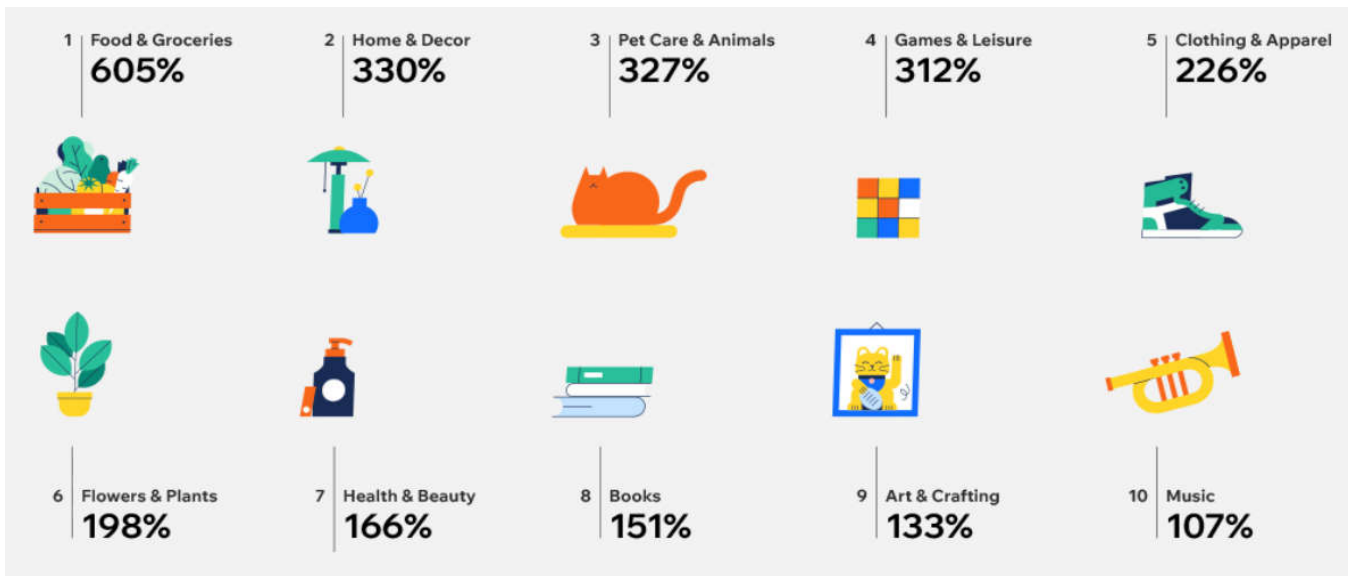 1 Food & Groceries
605%
2 Home & Decor
330%
3 Pet Care & Animals
327%
4 Games & Leisure
312%
5 Clothing & Apparel
226%
6 Flowers & Plants
198%
7 Health & Beauty
166%
8 Books
151%
9 Art & Crafting
133%
10 Music
107%